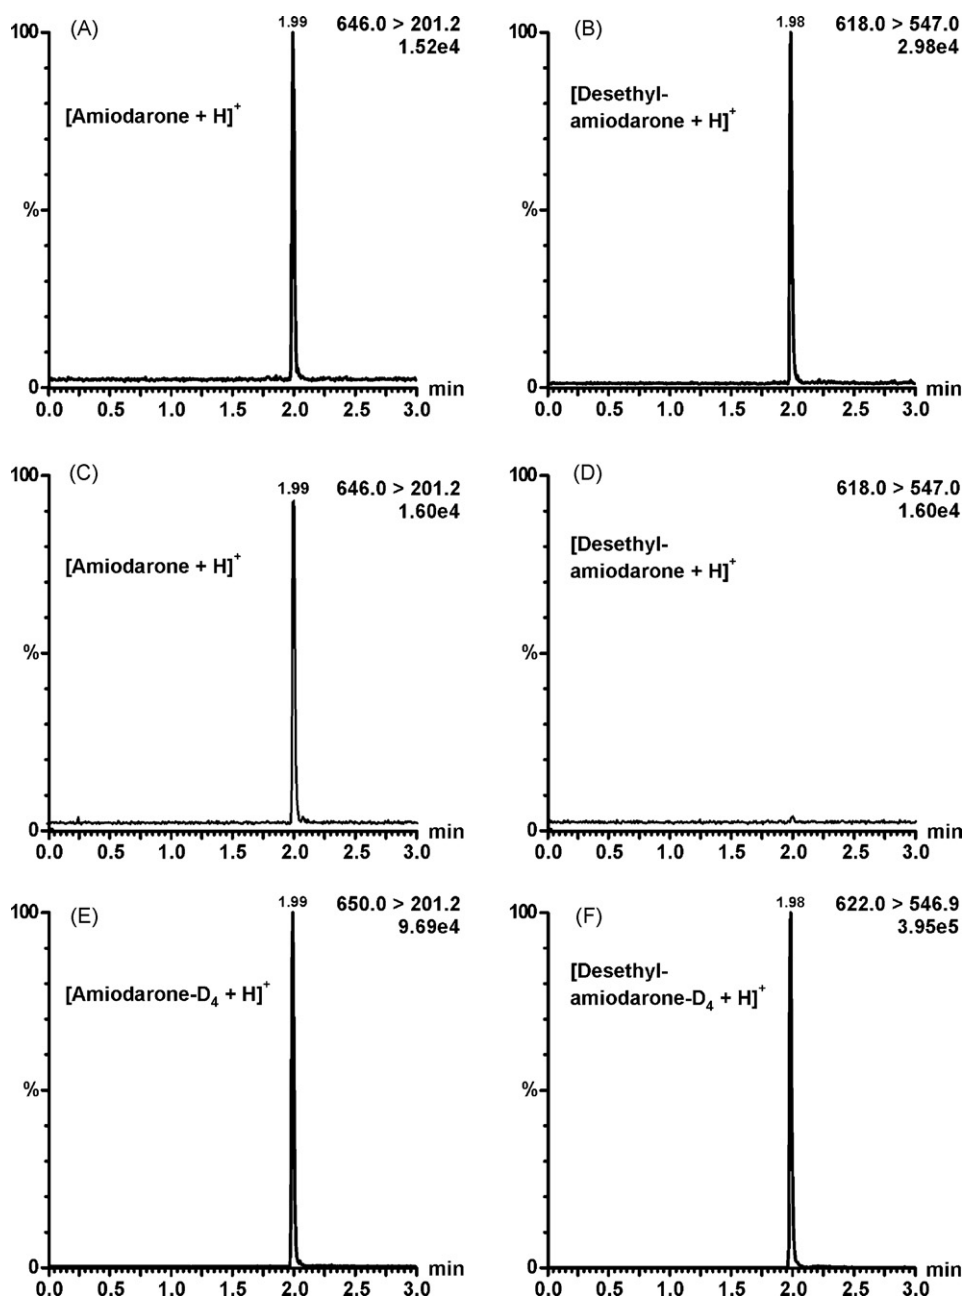 (A)
1.99
646.0 > 201.2
1.52e4
100
[Amiodarone + H]+
%
0
0.0 0.5 1.0 1.5 2.0 2.5 3.0
min
(B)
1.98
618.0 > 547.0
2.98e4
100
[Desethyl-
amiodarone + H]+
%
0
0.0 0.5 1.0 1.5 2.0 2.5 3.0
min
(C)
1.99
646.0 > 201.2
1.60e4
100
[Amiodarone + H]+
%
0
0.0 0.5 1.0 1.5 2.0 2.5 3.0
min
(D)
618.0 > 547.0
1.60e4
100
[Desethyl-
amiodarone + H]+
%
0
0.0 0.5 1.0 1.5 2.0 2.5 3.0
min
(E)
1.99
650.0 > 201.2
9.69e4
100
[Amiodarone-D4 + H]+
%
0
0.0 0.5 1.0 1.5 2.0 2.5 3.0
min
(F)
1.98
622.0 > 546.9
3.95e5
100
[Desethyl-
amiodarone-D4 + H]+
%
0
0.0 0.5 1.0 1.5 2.0 2.5 3.0
min